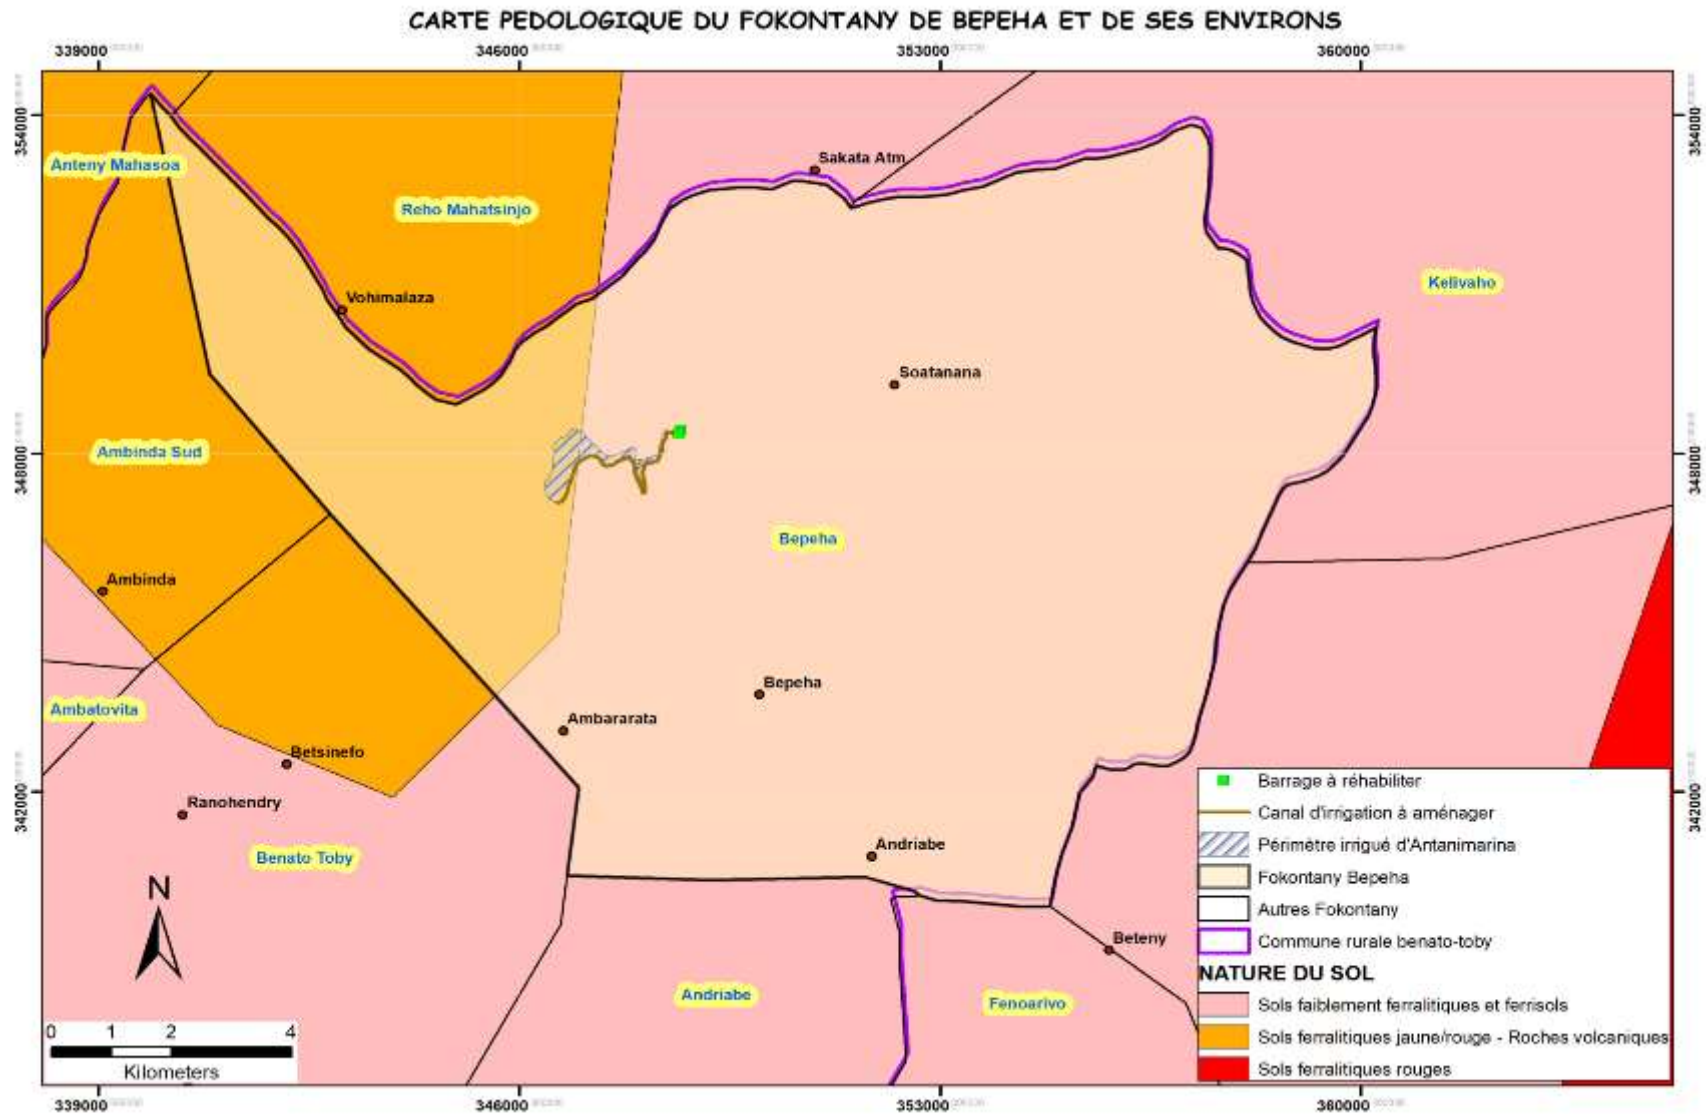 CARTE PEDOLOGIQUE DU FOKONTANY DE BEPEHA ET DE SES ENVIRONS
339000 346000 353000 360000
354000 354000
Sakata Atm
Anteny Mahasoa
Reho Mahatsinjo
Kelivaho
Vohimalaza
Soatanana
348000 348000
Ambinda Sud
Bepeha
Ambinda
Bepeha
Ambatovita
Ambararata
Betsinefo
342000 342000
Ranohendry
Andriabe
Benato Toby
N
Beteny
Andriabe
Fenoarivo
Barrage à réhabiliter
Canal d'irrigation à aménager
Périmètre irrigué d'Antanimarina
Fokontany Bepeha
Autres Fokontany
Commune rurale benato-toby
NATURE DU SOL
Sols faiblement ferralitiques et ferrisols
Sols ferralitiques jaune/rouge - Roches volcaniques
Sols ferralitiques rouges
0 1 2 4
Kilometers
339000 346000 353000 360000